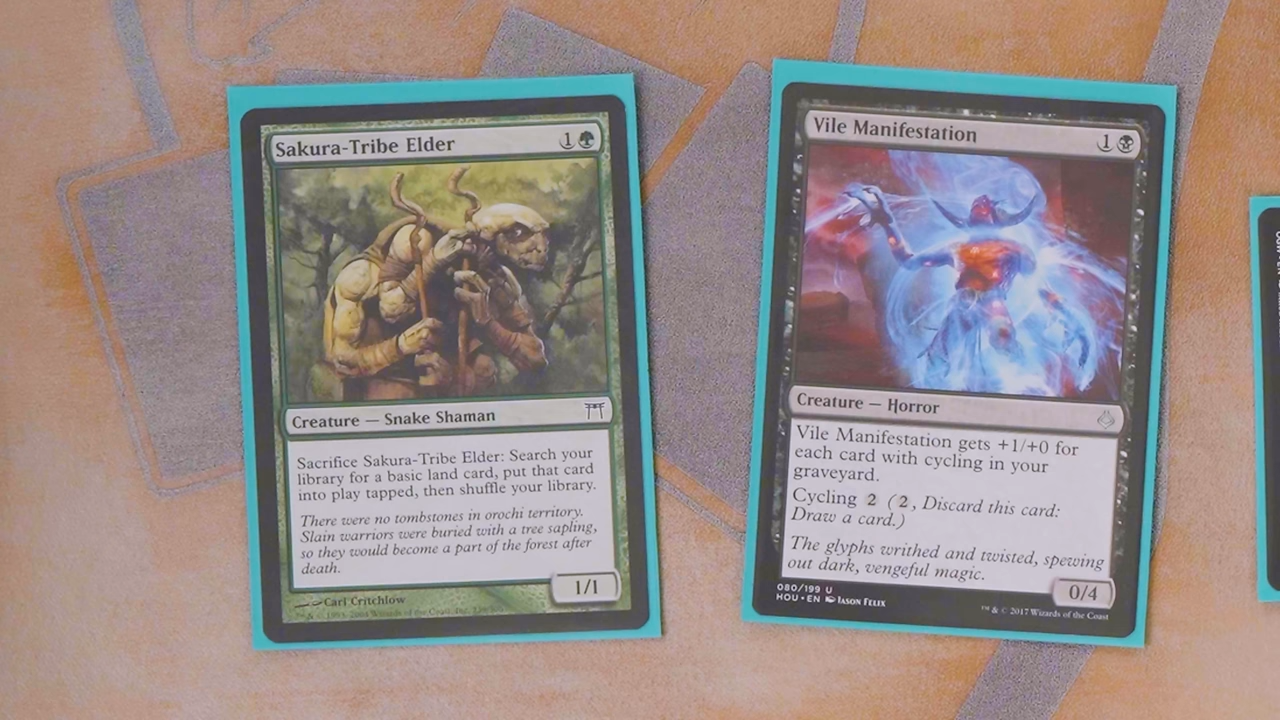 Sakura-Tribe Elder
1
Creature — Snake Shaman
Sacrifice Sakura-Tribe Elder: Search your
library for a basic land card, put that card
into play tapped, then shuffle your library.
There were no tombstones in orochi territory.
Slain warriors were buried with a tree sapling,
so they would become a part of the forest after
death.
1/1
Carl Critchlow
Vile Manifestation
1
Creature — Horror
Vile Manifestation gets +1/+0 for
each card with cycling in your
graveyard.
Cycling 2 (2, Discard this card:
Draw a card.)
The glyphs writhed and twisted, spewing
out dark, vengeful magic.
0/4
080/199 U
HOU • EN Jason Felix
™ & © 2017 Wizards of the Coast